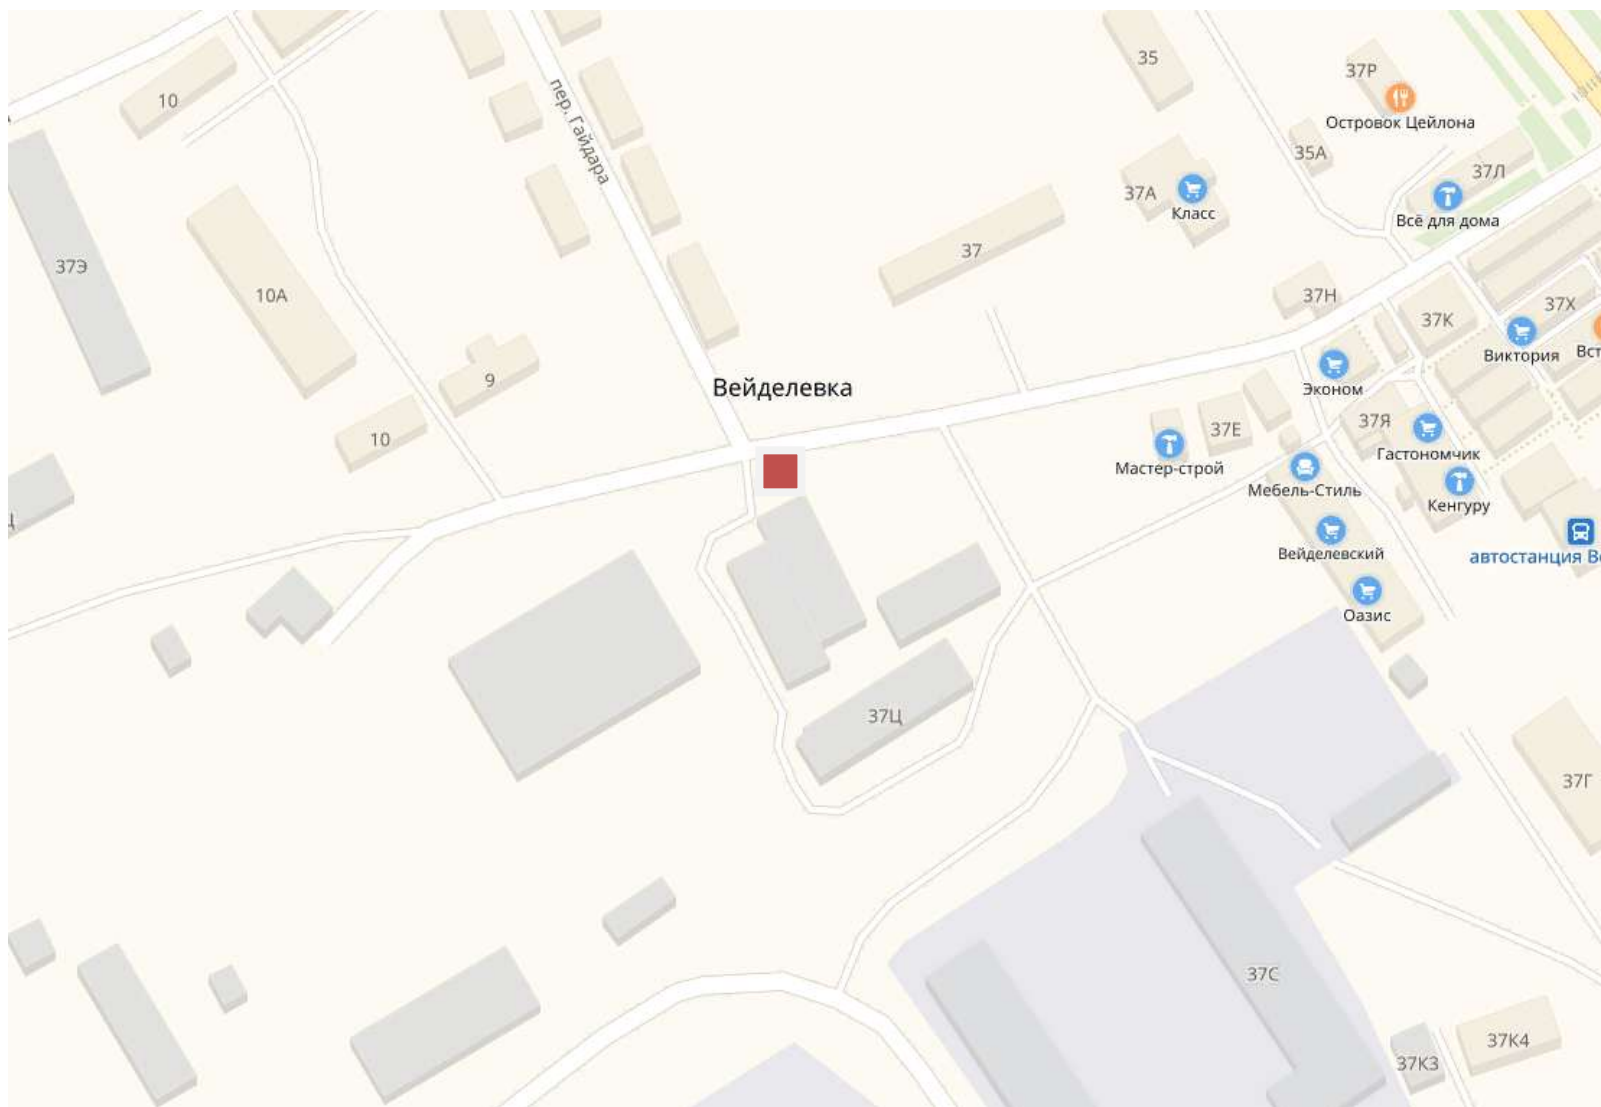 35
37Р
10
Островок Цейлона
пер. Гайдара
35А
37Л
37А
Класс
Всё для дома
37
37Э
10А
37Н
37Х
37К
Виктория
Эконом
9
Вейделевка
10
37Е
37Я
Мастер-строй
Гастономчик
Мебель-Стиль
Кенгуру
Вейделевский
автостанция
Оазис
37Ц
37Г
37С
37К4
37К3